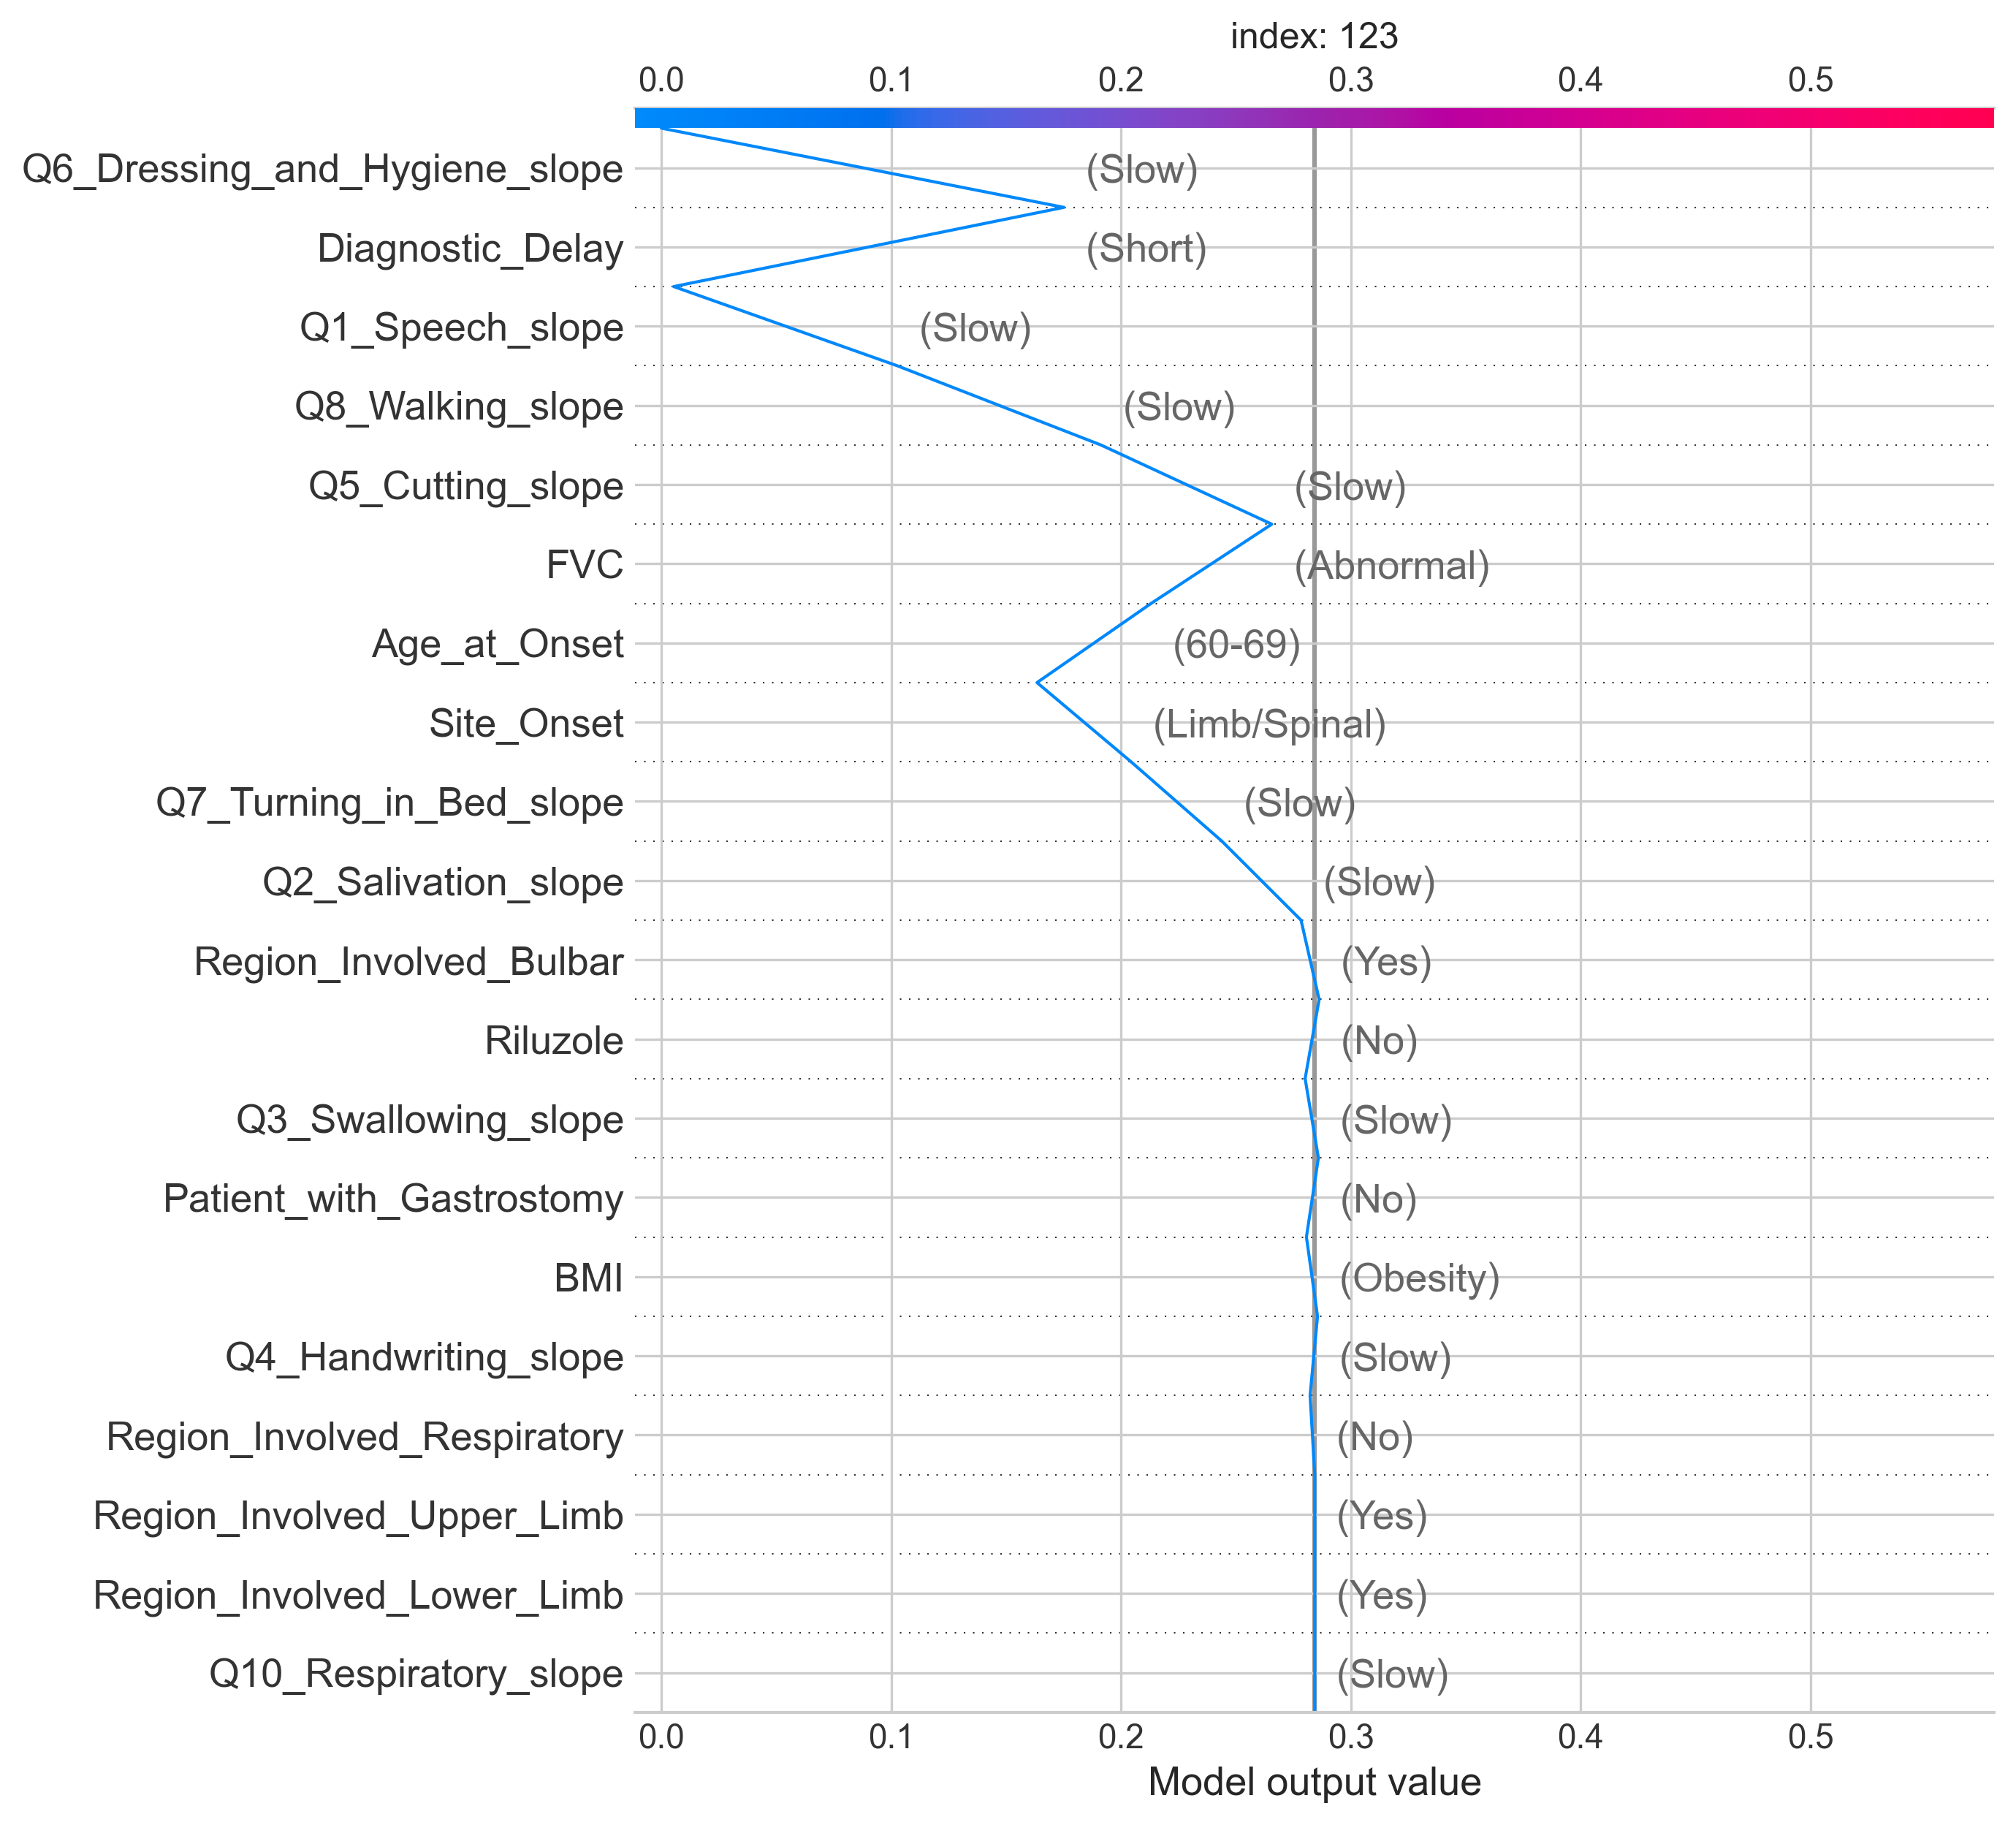 index: 123
0.0 0.1 0.2 0.3 0.4 0.5
Q6_Dressing_and_Hygiene_slope (Slow)
Diagnostic_Delay (Short)
Q1_Speech_slope (Slow)
Q8_Walking_slope (Slow)
Q5_Cutting_slope (Slow)
FVC (Abnormal)
Age_at_Onset (60-69)
Site_Onset (Limb/Spinal)
Q7_Turning_in_Bed_slope (Slow)
Q2_Salivation_slope (Slow)
Region_Involved_Bulbar (Yes)
Riluzole (No)
Q3_Swallowing_slope (Slow)
Patient_with_Gastrostomy (No)
BMI (Obesity)
Q4_Handwriting_slope (Slow)
Region_Involved_Respiratory (No)
Region_Involved_Upper_Limb (Yes)
Region_Involved_Lower_Limb (Yes)
Q10_Respiratory_slope (Slow)
0.0 0.1 0.2 0.3 0.4 0.5
Model output value